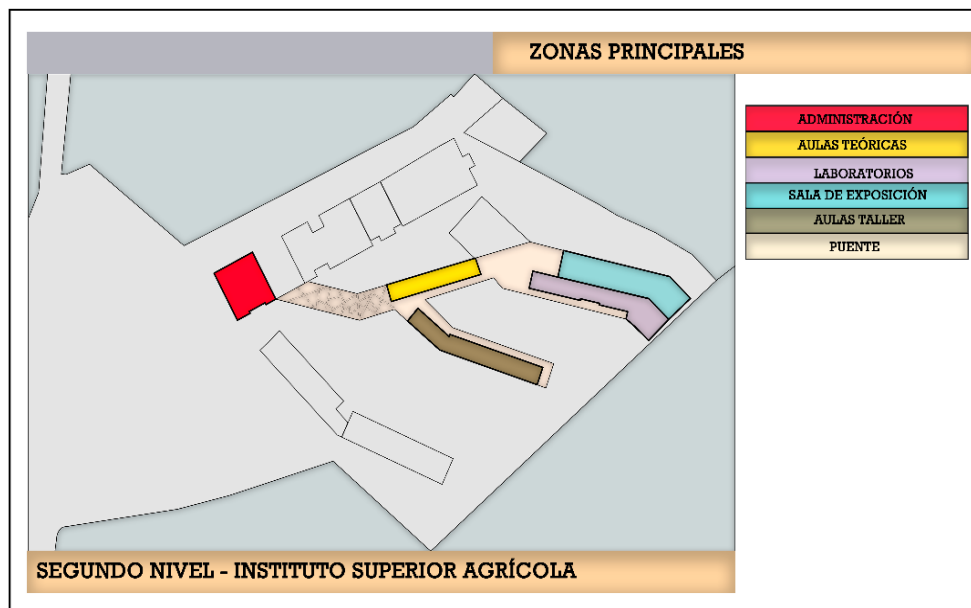 ZONAS PRINCIPALES
ADMINISTRACIÓN
AULAS TEÓRICAS
LABORATORIOS
SALA DE EXPOSICIÓN
AULAS TALLER
PUENTE
SEGUNDO NIVEL - INSTITUTO SUPERIOR AGRÍCOLA